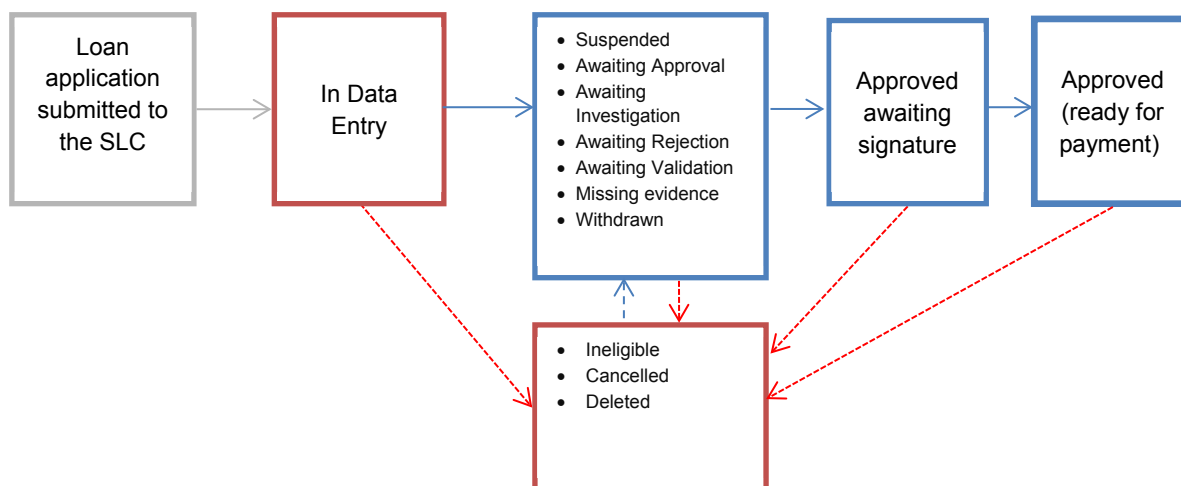 Loan
application
submitted to
the SLC
In Data
Entry
• Suspended
• Awaiting Approval
• Awaiting
Investigation
• Awaiting Rejection
• Awaiting Validation
• Missing evidence
• Withdrawn
Approved
awaiting
signature
Approved
(ready for
payment)
• Ineligible
• Cancelled
• Deleted